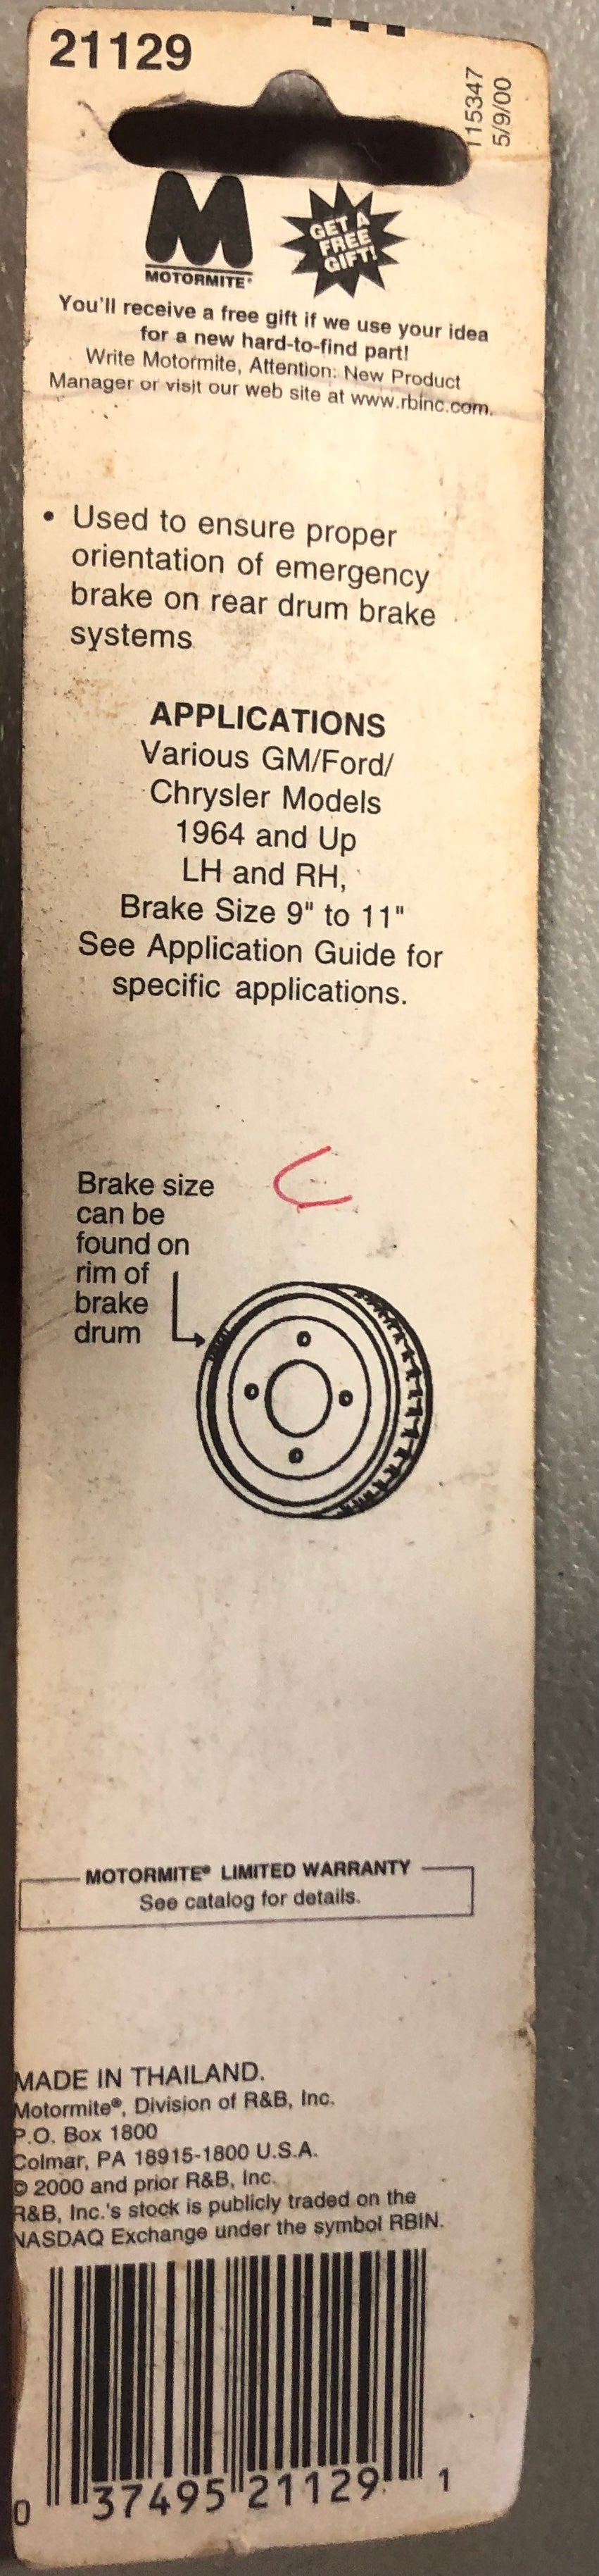 21129
115347
5/9/00
M
MOTORMITE®
GET A
FREE
GIFT!
You'll receive a free gift if we use your idea
for a new hard-to-find part!
Write Motormite, Attention: New Product
Manager or visit our web site at www.rbinc.com.
• Used to ensure proper
orientation of emergency
brake on rear drum brake
systems
APPLICATIONS
Various GM/Ford/
Chrysler Models
1964 and Up
LH and RH,
Brake Size 9" to 11"
See Application Guide for
specific applications.
Brake size
can be
found on
rim of
brake
drum
MOTORMITE® LIMITED WARRANTY
See catalog for details.
MADE IN THAILAND.
Motormite®, Division of R&B, Inc.
P.O. Box 1800
Colmar, PA 18915-1800 U.S.A.
© 2000 and prior R&B, Inc.
R&B, Inc.'s stock is publicly traded on the
NASDAQ Exchange under the symbol RBIN.
0 37495 21129 1